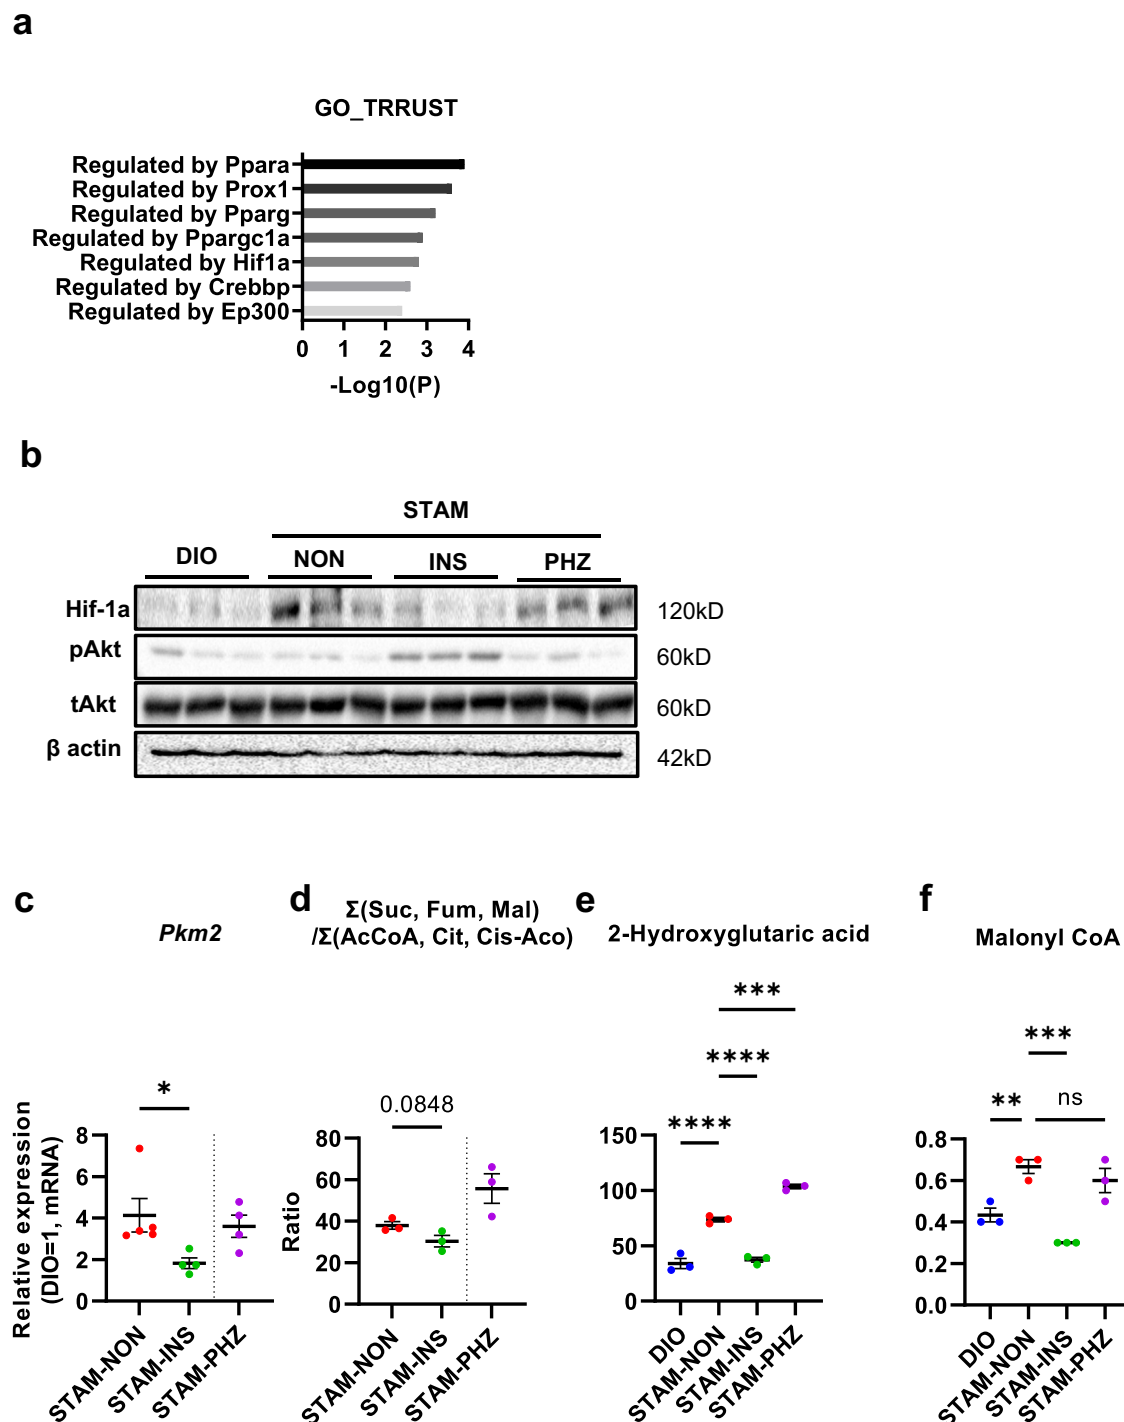 a
GO_TRRUST
Regulated by Ppara
Regulated by Prox1
Regulated by Pparg
Regulated by Ppargc1a
Regulated by Hif1a
Regulated by Crebbp
Regulated by Ep300
0 1 2 3 4
-Log10(P)
b
STAM
DIO NON INS PHZ
Hif-1a 120kD
pAkt 60kD
tAkt 60kD
β actin 42kD
c
Pkm2
*
Relative expression
(DIO=1, mRNA)
8
6
4
2
0
STAM-NON
STAM-INS
STAM-PHZ
d
Σ(Suc, Fum, Mal)
/Σ(AcCoA, Cit, Cis-Aco)
0.0848
Ratio
80
60
40
20
0
STAM-NON
STAM-INS
STAM-PHZ
e
2-Hydroxyglutaric acid
***
****
****
150
100
50
0
DIO
STAM-NON
STAM-INS
STAM-PHZ
f
Malonyl CoA
***
** ns
0.8
0.6
0.4
0.2
0.0
DIO
STAM-NON
STAM-INS
STAM-PHZ